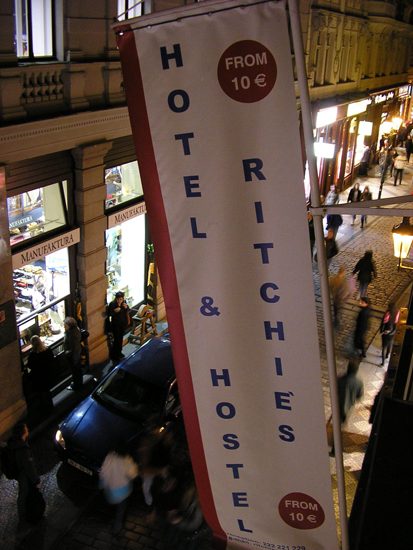 FROM
10 €
HOTEL & HOSTEL
RITCHIE'S
FROM
10 €
MANUFAKTURA
MANUFAKTURA